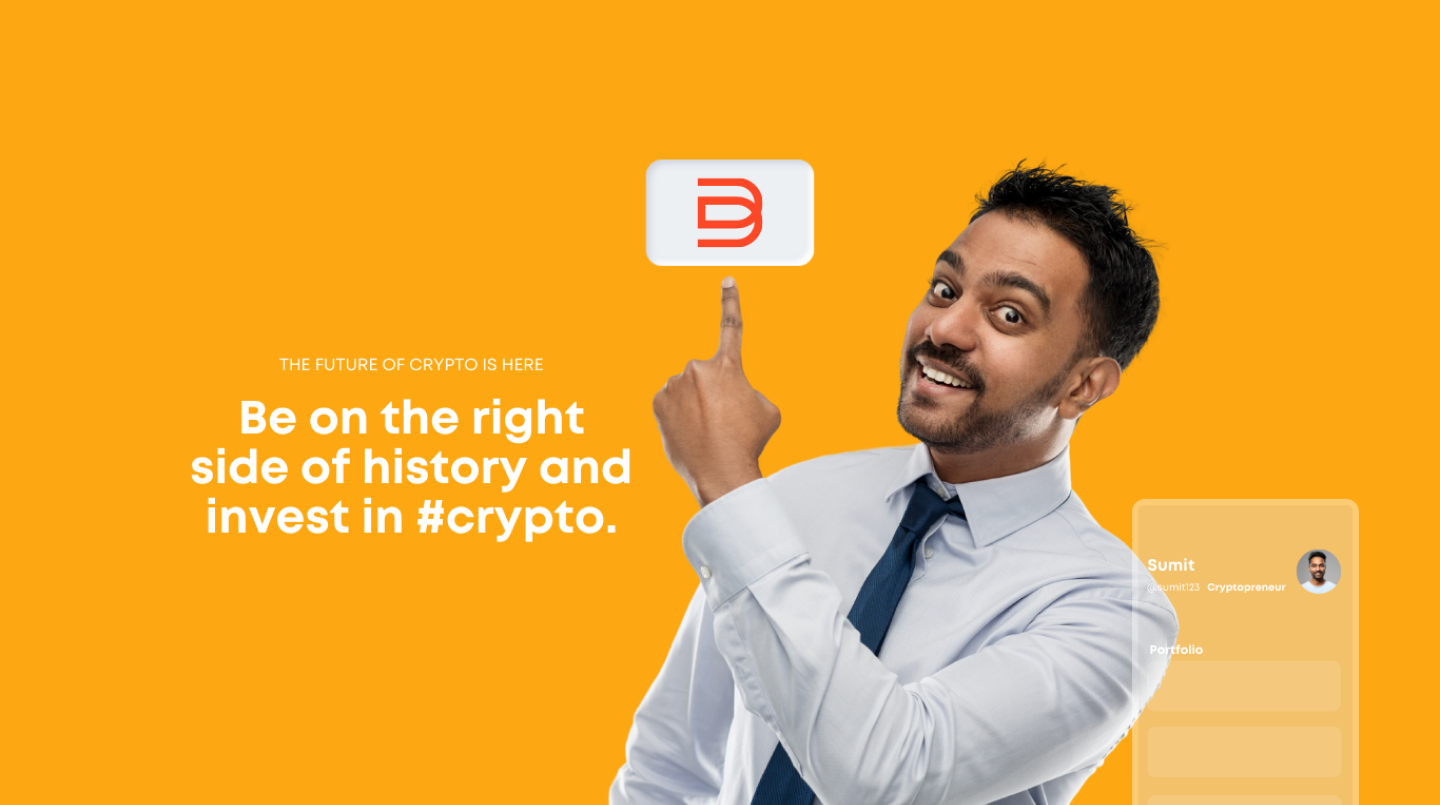 THE FUTURE OF CRYPTO IS HERE
Be on the right
side of history and
invest in #crypto.
Sumit
@sumit123 Cryptopreneur
Portfolio